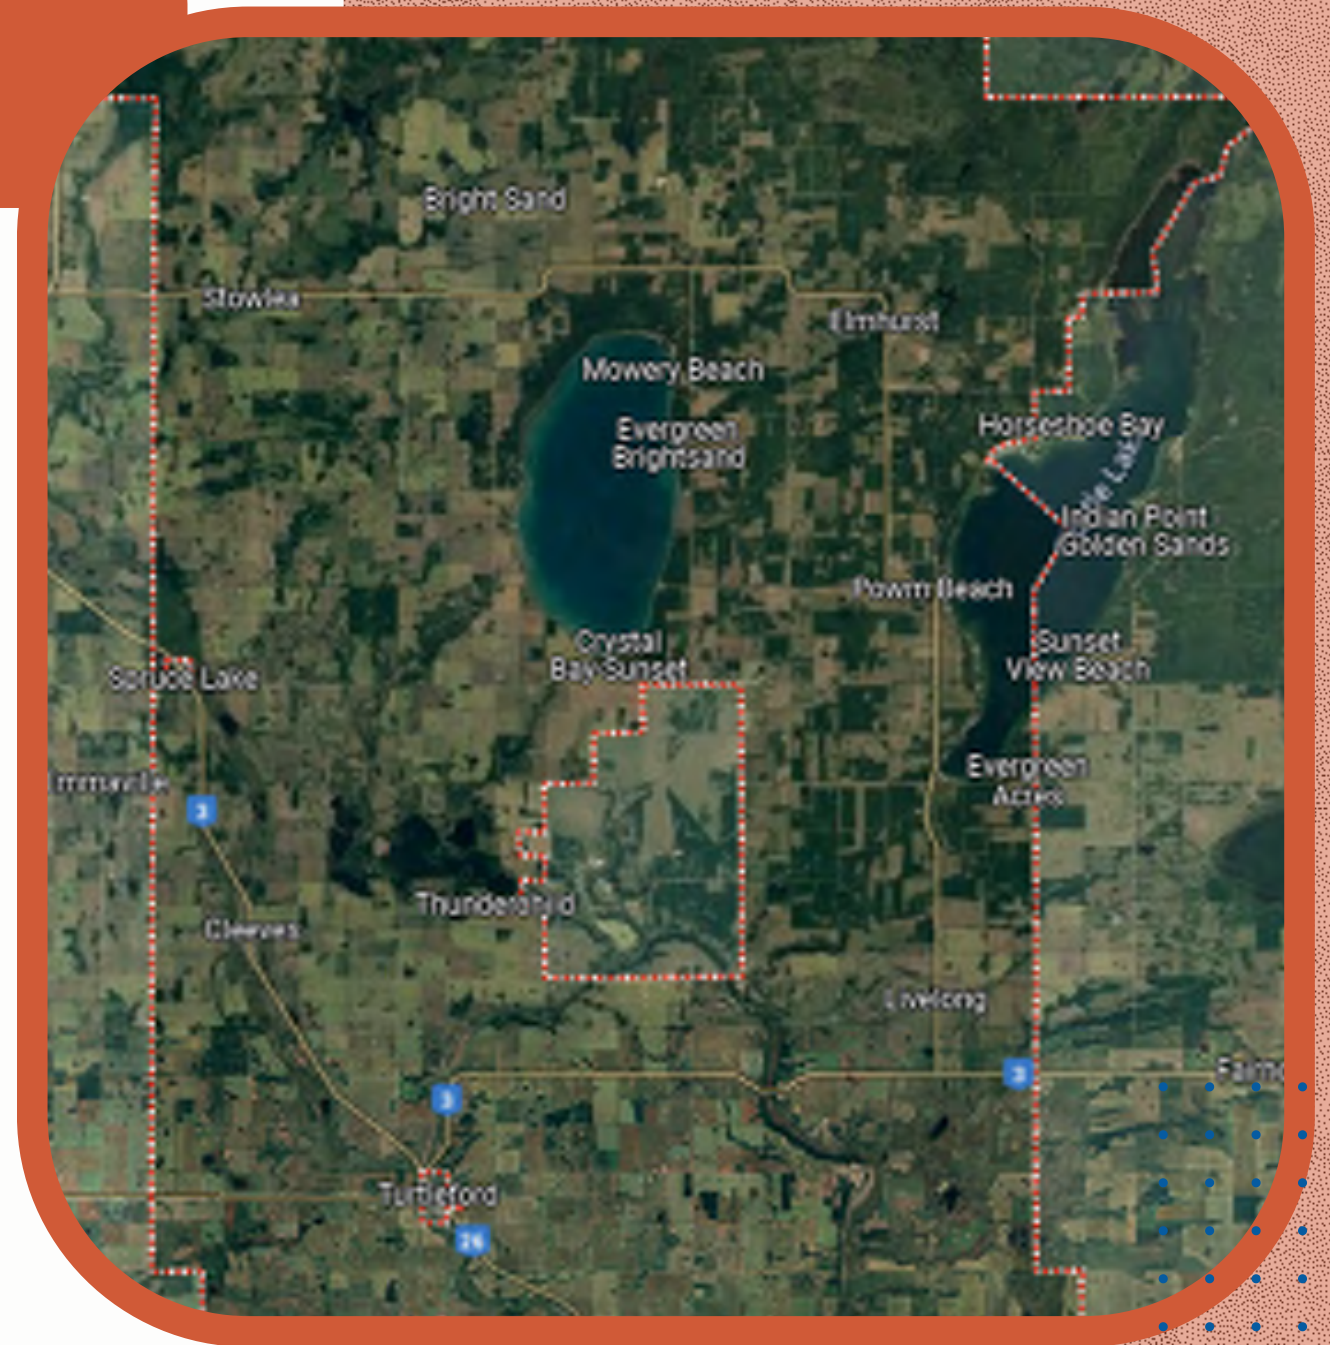 Bright Sand
Stowlea
Elmhurst
Mowery Beach
Evergreen
Brightsand
Horseshoe Bay
Indian Point
Golden Sands
Powm Beach
Crystal
Bay-Sunset
Sunset
View Beach
Spruce Lake
Evergreen
Acres
3
Thunderchild
Cleeves
Livelong
3
3
Turtleford
26